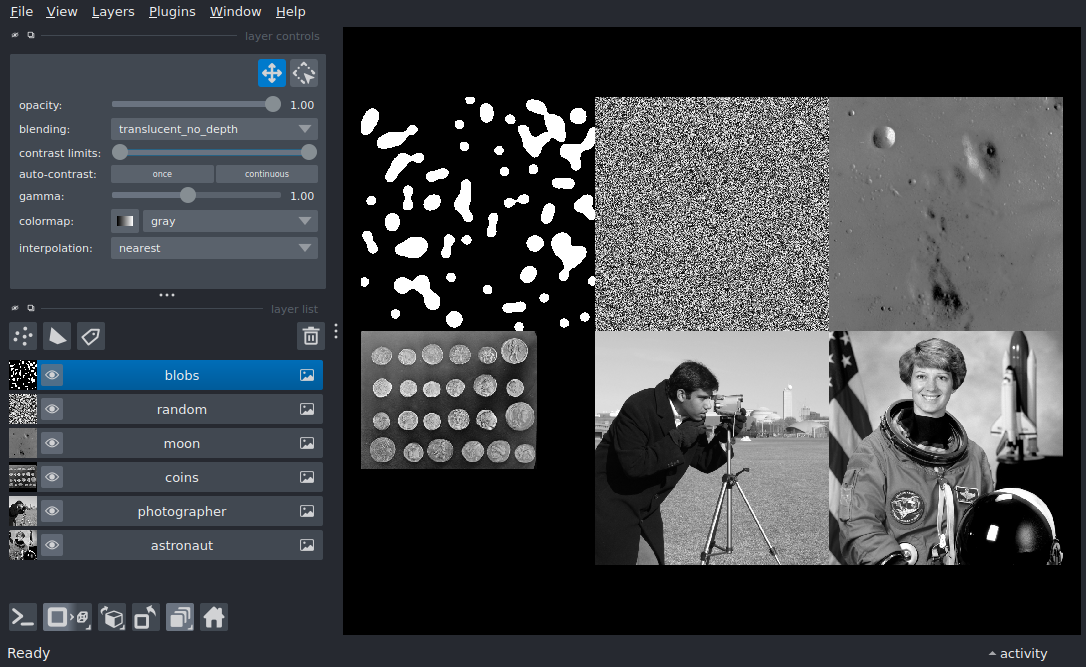 File View Layers Plugins Window Help
layer controls
opacity: 1.00
blending: translucent_no_depth
contrast limits:
auto-contrast: once continuous
gamma: 1.00
colormap: gray
interpolation: nearest
layer list
blobs
random
moon
coins
photographer
astronaut
Ready
activity